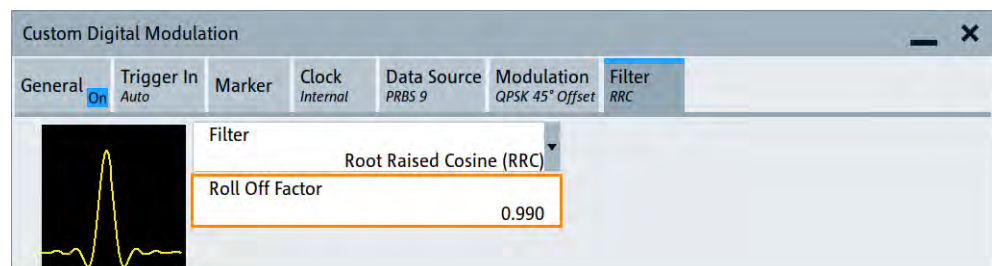 Custom Digital Modulation
General On
Trigger In
Auto
Marker
Clock
Internal
Data Source
PRBS 9
Modulation
QPSK 45° Offset
Filter
RRC
Filter
Root Raised Cosine (RRC)
Roll Off Factor
0.990